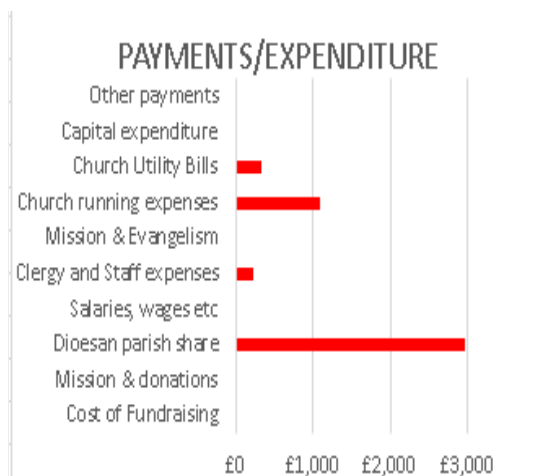 PAYMENTS/EXPENDITURE
Other payments
Capital expenditure
Church Utility Bills
Church running expenses
Mission & Evangelism
Clergy and Staff expenses
Salaries, wages etc
Dioesan parish share
Mission & donations
Cost of Fundraising
£0 £1,000 £2,000 £3,000